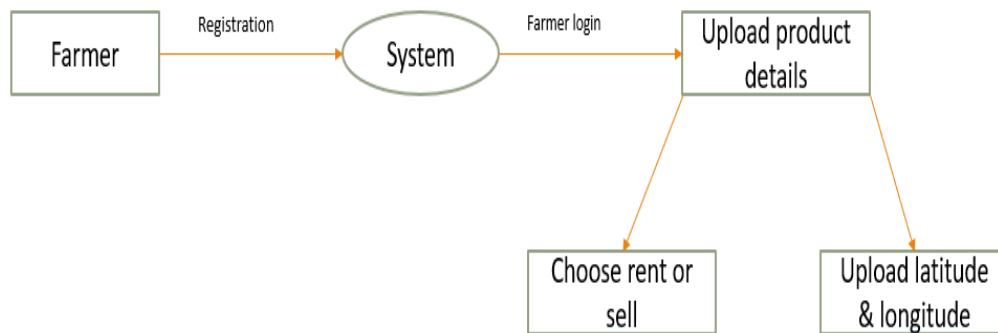 Farmer
Registration
System
Farmer login
Upload product
details
Choose rent or
sell
Upload latitude
& longitude